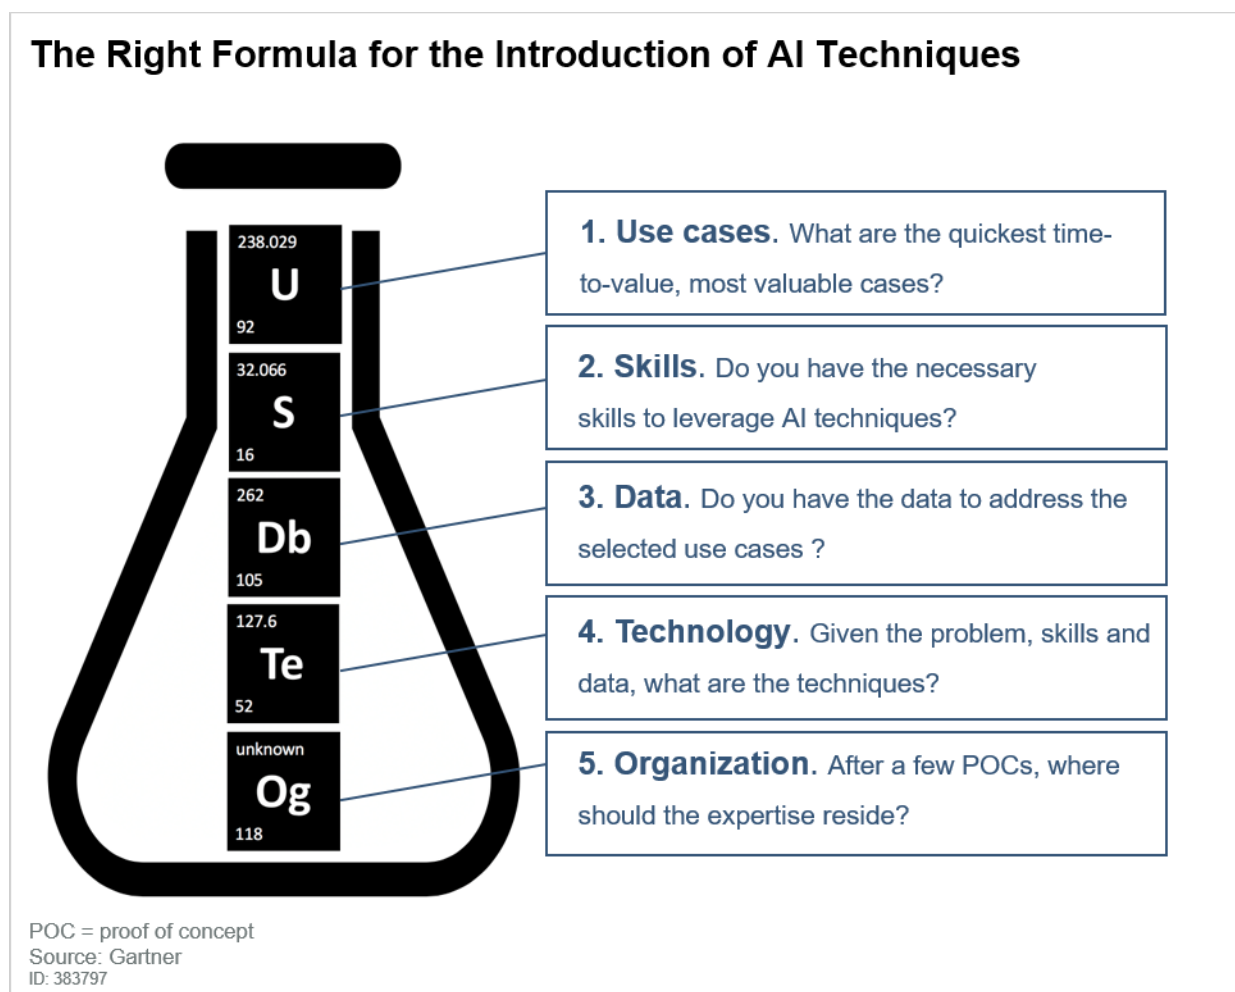 The Right Formula for the Introduction of AI Techniques
238.029
U
92
1. Use cases. What are the quickest time-
to-value, most valuable cases?
32.066
S
16
2. Skills. Do you have the necessary
skills to leverage AI techniques?
262
Db
105
3. Data. Do you have the data to address the
selected use cases ?
127.6
Te
52
4. Technology. Given the problem, skills and
data, what are the techniques?
unknown
Og
118
5. Organization. After a few POCs, where
should the expertise reside?
POC = proof of concept
Source: Gartner
ID: 383797